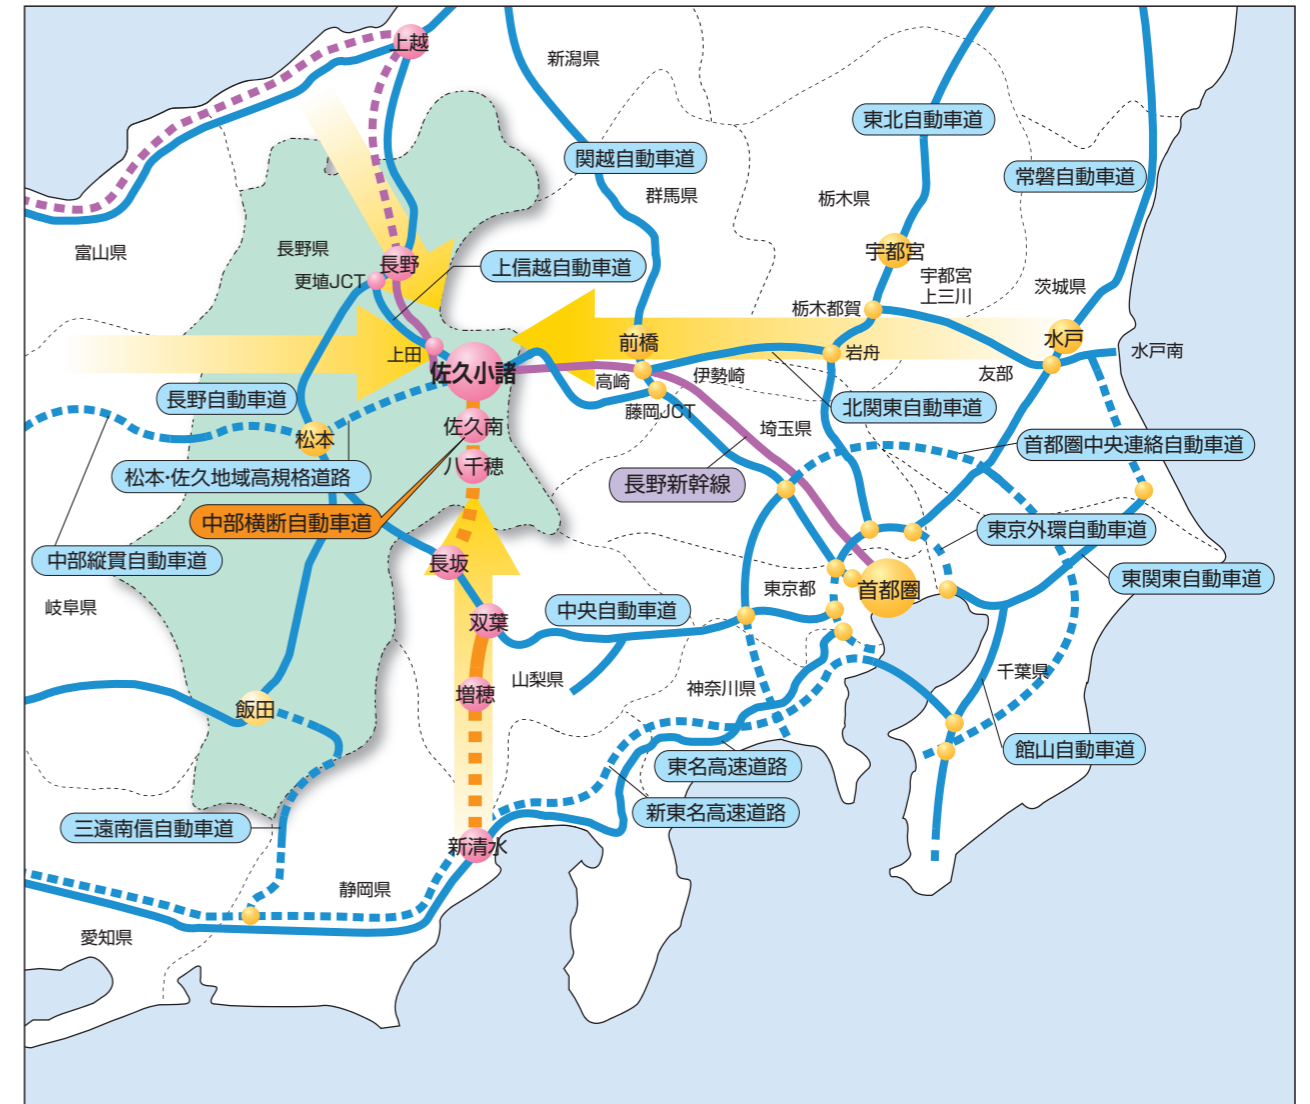 上越
新潟県
東北自動車道
関越自動車道
常磐自動車道
群馬県
栃木県
富山県
長野県
長野
宇都宮
更埴JCT
上信越自動車道
宇都宮
上三川
茨城県
栃木都賀
前橋
水戸
上田
岩舟
水戸南
佐久小諸
高崎
伊勢崎
友部
長野自動車道
藤岡JCT
北関東自動車道
佐久南
埼玉県
松本
首都圏中央連絡自動車道
八千穂
松本・佐久地域高規格道路
長野新幹線
中部横断自動車道
東京外環自動車道
中部縦貫自動車道
長坂
東関東自動車道
東京都
首都圏
岐阜県
双葉
中央自動車道
山梨県
増穂
神奈川県
千葉県
飯田
館山自動車道
東名高速道路
新東名高速道路
三遠南信自動車道
新清水
静岡県
愛知県